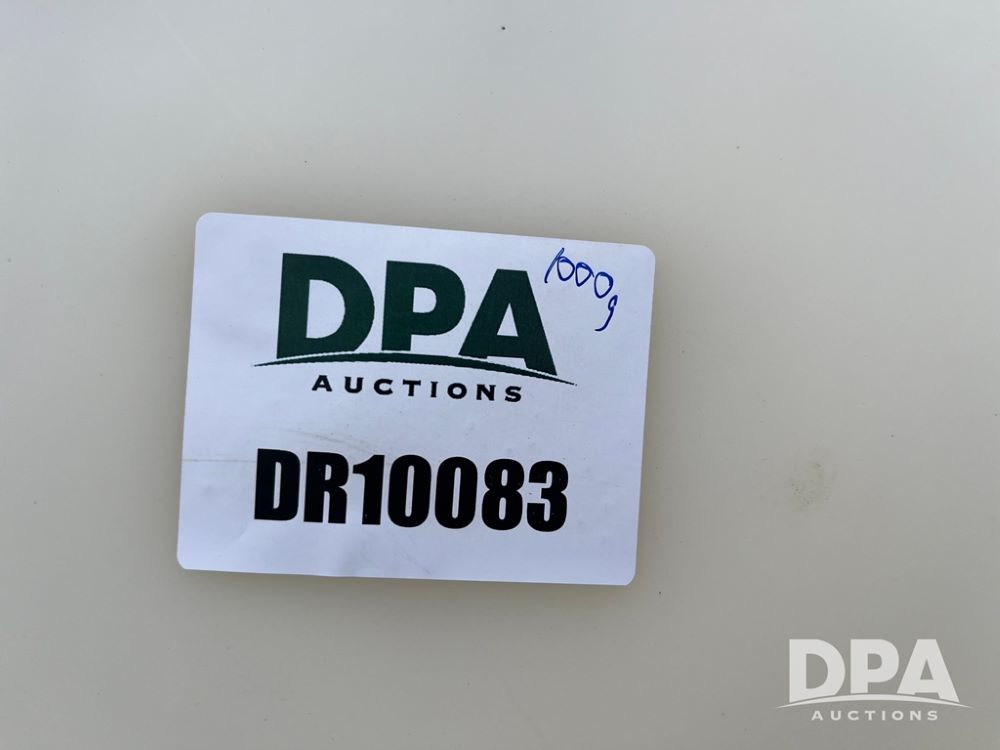 DPA
1000g
AUCTIONS
DR10083
DPA
AUCTIONS